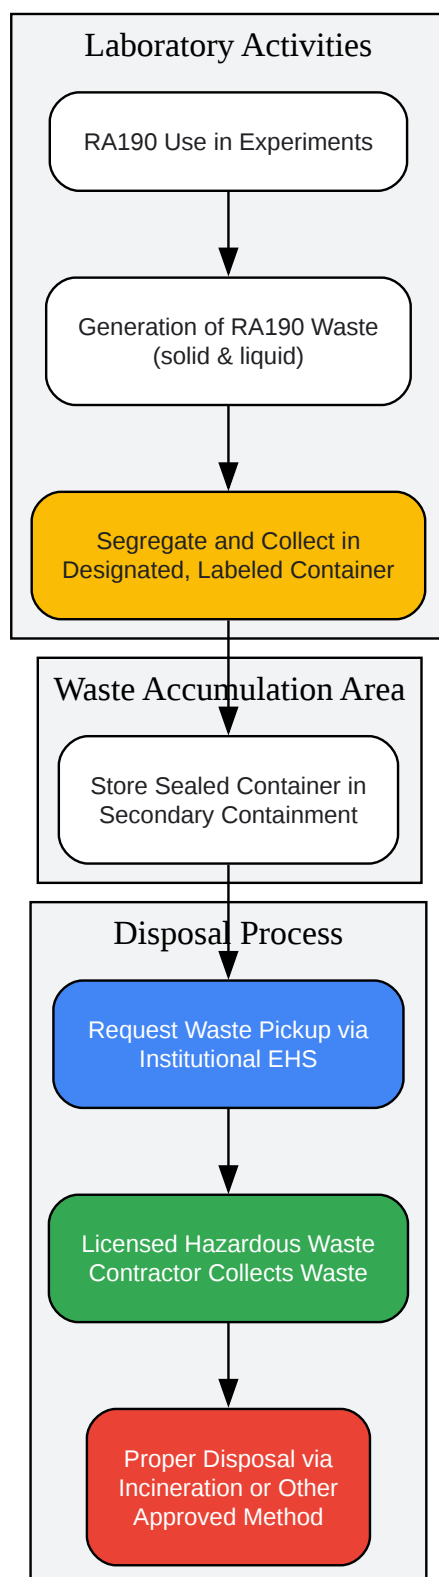 Laboratory Activities
RA190 Use in Experiments
Generation of RA190 Waste
(solid & liquid)
Segregate and Collect in
Designated, Labeled Container
Waste Accumulation Area
Store Sealed Container in
Secondary Containment
Disposal Process
Request Waste Pickup via
Institutional EHS
Licensed Hazardous Waste
Contractor Collects Waste
Proper Disposal via
Incineration or Other
Approved Method